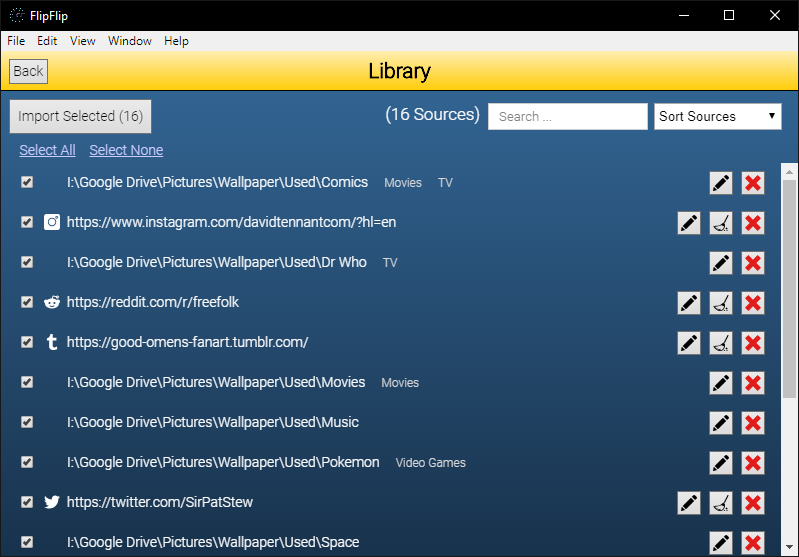 FlipFlip
File Edit View Window Help
Back Library
Import Selected (16) (16 Sources) Search ... Sort Sources
Select All Select None
I:\Google Drive\Pictures\Wallpaper\Used\Comics Movies TV
https://www.instagram.com/davidtennantcom/?hl=en
I:\Google Drive\Pictures\Wallpaper\Used\Dr Who TV
https://reddit.com/r/freefolk
https://good-omens-fanart.tumblr.com/
I:\Google Drive\Pictures\Wallpaper\Used\Movies Movies
I:\Google Drive\Pictures\Wallpaper\Used\Music
I:\Google Drive\Pictures\Wallpaper\Used\Pokemon Video Games
https://twitter.com/SirPatStew
I:\Google Drive\Pictures\Wallpaper\Used\Space